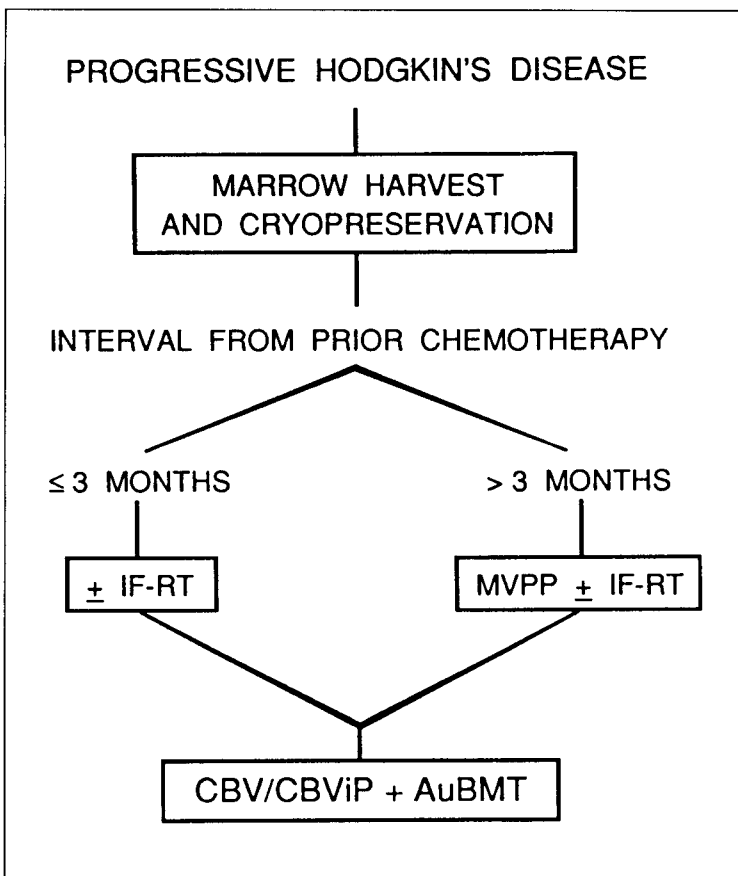 PROGRESSIVE HODGKIN'S DISEASE
MARROW HARVEST
AND CRYOPRESERVATION
INTERVAL FROM PRIOR CHEMOTHERAPY
≤ 3 MONTHS
> 3 MONTHS
± IF-RT
MVPP ± IF-RT
CBV/CBViP + AuBMT